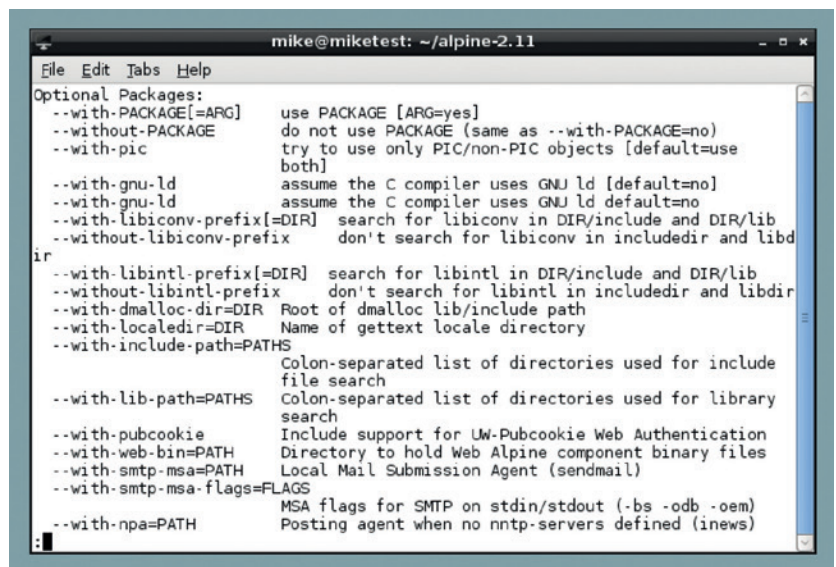 mike@miketest: ~/alpine-2.11
File Edit Tabs Help
Optional Packages:
--with-PACKAGE[=ARG] use PACKAGE [ARG=yes]
--without-PACKAGE do not use PACKAGE (same as --with-PACKAGE=no)
--with-pic try to use only PIC/non-PIC objects [default=use
both]
--with-gnu-ld assume the C compiler uses GNU ld [default=no]
--with-gnu-ld assume the C compiler uses GNU ld default=no
--with-libiconv-prefix[=DIR] search for libiconv in DIR/include and DIR/lib
--without-libiconv-prefix don't search for libiconv in includedir and libd
ir
--with-libintl-prefix[=DIR] search for libintl in DIR/include and DIR/lib
--without-libintl-prefix don't search for libintl in includedir and libdir
--with-dmalloc-dir=DIR Root of dmalloc lib/include path
--with-localedir=DIR Name of gettext locale directory
--with-include-path=PATHS
Colon-separated list of directories used for include
file search
--with-lib-path=PATHS Colon-separated list of directories used for library
search
--with-pubcookie Include support for UW-Pubcookie Web Authentication
--with-web-bin=PATH Directory to hold Web Alpine component binary files
--with-smtp-msa=PATH Local Mail Submission Agent (sendmail)
--with-smtp-msa-flags=FLAGS
MSA flags for SMTP on stdin/stdout (-bs -odb -oem)
--with-npa=PATH Posting agent when no nntp-servers defined (inews)
: